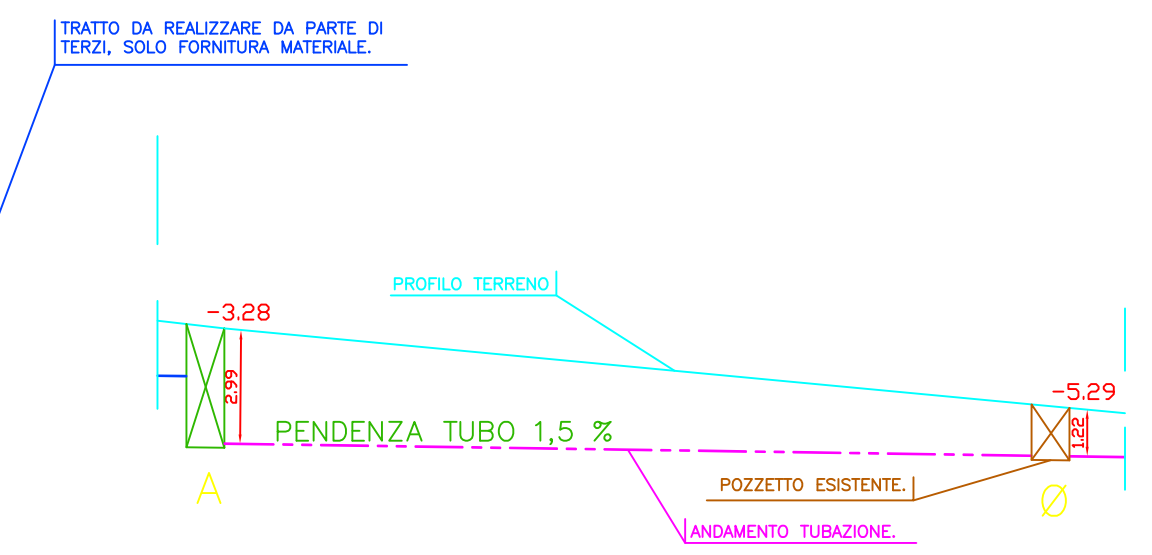 TRATTO DA REALIZZARE DA PARTE DI
TERZI, SOLO FORNITURA MATERIALE.
PROFILO TERRENO
-3.28
2.99
PENDENZA TUBO 1,5 %
-5.29
1.22
A
POZZETTO ESISTENTE.
Ø
ANDAMENTO TUBAZIONE.